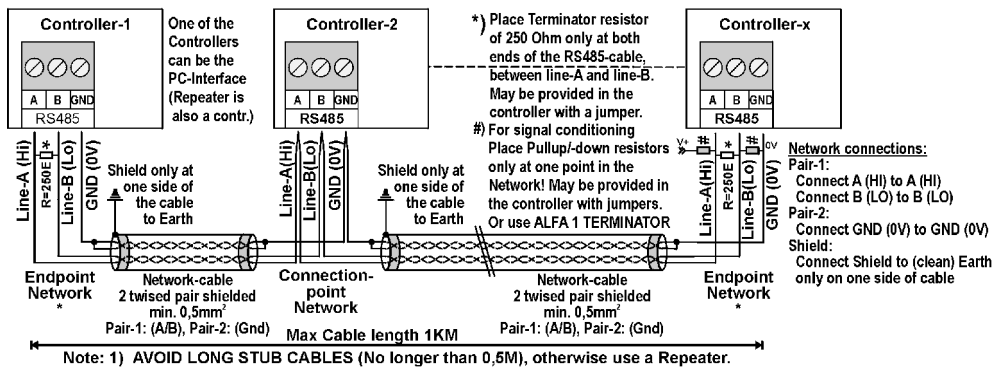 Controller-1
A B GND
RS485
One of the
Controllers
can be the
PC-Interface
(Repeater is
also a contr.)
Controller-2
A B GND
RS485
*) Place Terminator resistor
of 250 Ohm only at both
ends of the RS485-cable,
between line-A and line-B.
May be provided in the
controller with a jumper.
#) For signal conditioning
Place Pullup/-down resistors
only at one point in the
Network! May be provided in
the controller with jumpers.
Or use ALFA 1 TERMINATOR
Controller-x
A B GND
RS485
Line-A (Hi)
R=250E *
Line-B (Lo)
GND (0V)
Shield only at
one side of
the cable
to Earth
Line-A(Hi)
Line-B(Lo)
GND (0V)
Shield only at
one side of
the cable
to Earth
V+ # * # 0V
Line-A(Hi)
R=250E
Line-B(Lo)
GND (0V)
Network connections:
Pair-1:
Connect A (HI) to A (HI)
Connect B (LO) to B (LO)
Pair-2:
Connect GND (0V) to GND (0V)
Shield:
Connect Shield to (clean) Earth
only on one side of cable
Endpoint
Network
*
Network-cable
2 twised pair shielded
min. 0,5mm²
Pair-1: (A/B), Pair-2: (Gnd)
Connection-
point
Network
Network-cable
2 twised pair shielded
min. 0,5mm²
Pair-1: (A/B), Pair-2: (Gnd)
Endpoint
Network
*
Max Cable length 1KM
Note: 1) AVOID LONG STUB CABLES (No longer than 0,5M), otherwise use a Repeater.